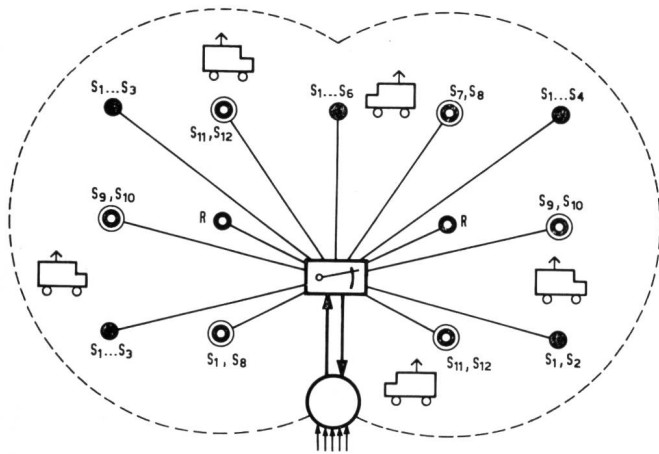 S₁...S₃
S₁₁,S₁₂
S₁...S₆
S₇,S₈
S₁...S₄
S₉,S₁₀
R
R
S₉,S₁₀
S₁...S₃
S₁,S₈
S₁₁,S₁₂
S₁,S₂